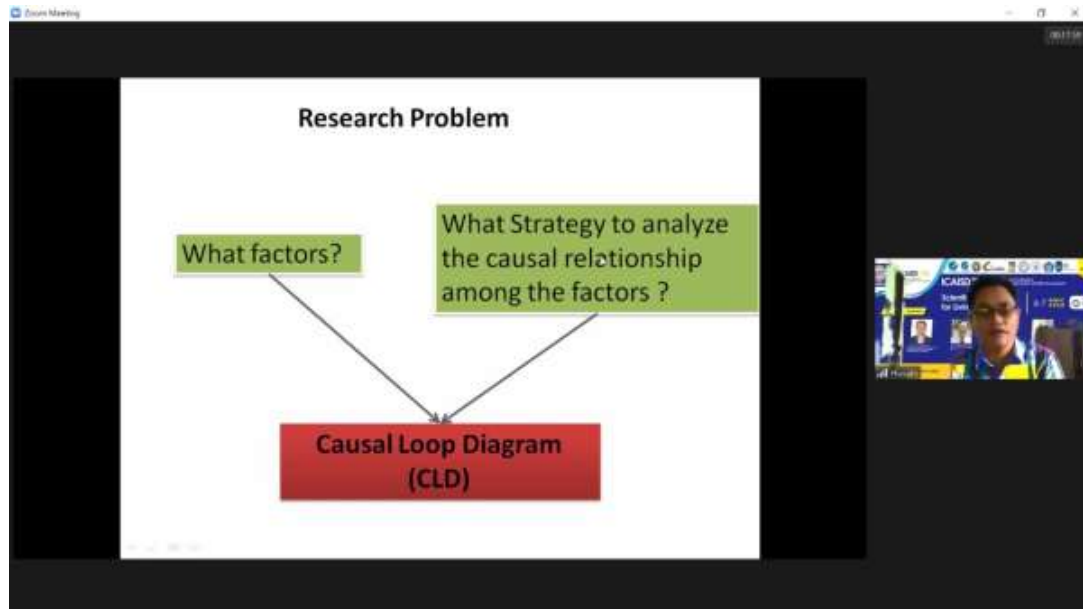 Zoom Meeting
Research Problem
What factors?
What Strategy to analyze
the causal relationship
among the factors ?
Causal Loop Diagram
(CLD)
ICAISD